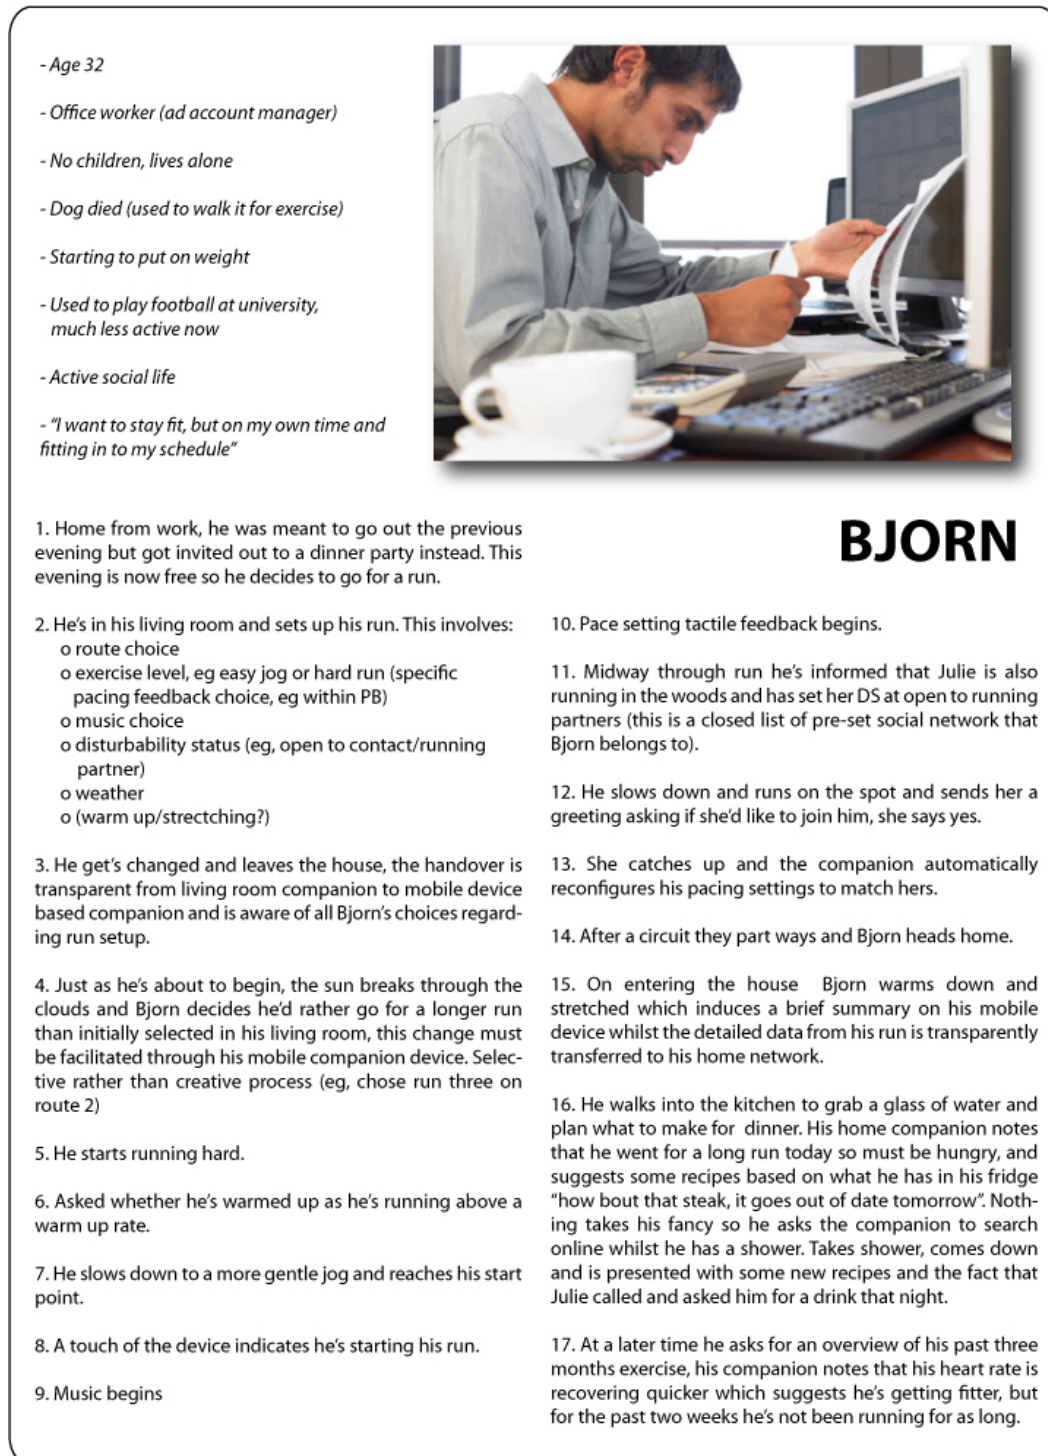 - Age 32
- Office worker (ad account manager)
- No children, lives alone
- Dog died (used to walk it for exercise)
- Starting to put on weight
- Used to play football at university,
much less active now
- Active social life
- "I want to stay fit, but on my own time and
fitting in to my schedule"
BJORN
1. Home from work, he was meant to go out the previous
evening but got invited out to a dinner party instead. This
evening is now free so he decides to go for a run.
2. He's in his living room and sets up his run. This involves:
o route choice
o exercise level, eg easy jog or hard run (specific
pacing feedback choice, eg within PB)
o music choice
o disturbability status (eg, open to contact/running
partner)
o weather
o (warm up/strectching?)
3. He get's changed and leaves the house, the handover is
transparent from living room companion to mobile device
based companion and is aware of all Bjorn's choices regard-
ing run setup.
4. Just as he's about to begin, the sun breaks through the
clouds and Bjorn decides he'd rather go for a longer run
than initially selected in his living room, this change must
be facilitated through his mobile companion device. Selec-
tive rather than creative process (eg, chose run three on
route 2)
5. He starts running hard.
6. Asked whether he's warmed up as he's running above a
warm up rate.
7. He slows down to a more gentle jog and reaches his start
point.
8. A touch of the device indicates he's starting his run.
9. Music begins
10. Pace setting tactile feedback begins.
11. Midway through run he's informed that Julie is also
running in the woods and has set her DS at open to running
partners (this is a closed list of pre-set social network that
Bjorn belongs to).
12. He slows down and runs on the spot and sends her a
greeting asking if she'd like to join him, she says yes.
13. She catches up and the companion automatically
reconfigures his pacing settings to match hers.
14. After a circuit they part ways and Bjorn heads home.
15. On entering the house Bjorn warms down and
stretched which induces a brief summary on his mobile
device whilst the detailed data from his run is transparently
transferred to his home network.
16. He walks into the kitchen to grab a glass of water and
plan what to make for dinner. His home companion notes
that he went for a long run today so must be hungry, and
suggests some recipes based on what he has in his fridge
"how bout that steak, it goes out of date tomorrow". Noth-
ing takes his fancy so he asks the companion to search
online whilst he has a shower. Takes shower, comes down
and is presented with some new recipes and the fact that
Julie called and asked him for a drink that night.
17. At a later time he asks for an overview of his past three
months exercise, his companion notes that his heart rate is
recovering quicker which suggests he's getting fitter, but
for the past two weeks he's not been running for as long.